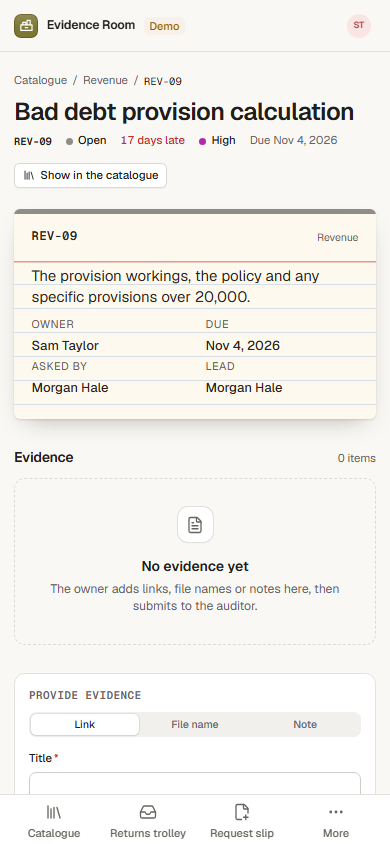 Evidence Room Demo ST
Catalogue / Revenue / REV-09
Bad debt provision calculation
REV-09 Open 17 days late High Due Nov 4, 2026
Show in the catalogue
REV-09 Revenue
The provision workings, the policy and any
specific provisions over 20,000.
OWNER DUE
Sam Taylor Nov 4, 2026
ASKED BY LEAD
Morgan Hale Morgan Hale
Evidence 0 items
No evidence yet
The owner adds links, file names or notes here, then
submits to the auditor.
PROVIDE EVIDENCE
Link File name Note
Title*
Catalogue Returns trolley Request slip More